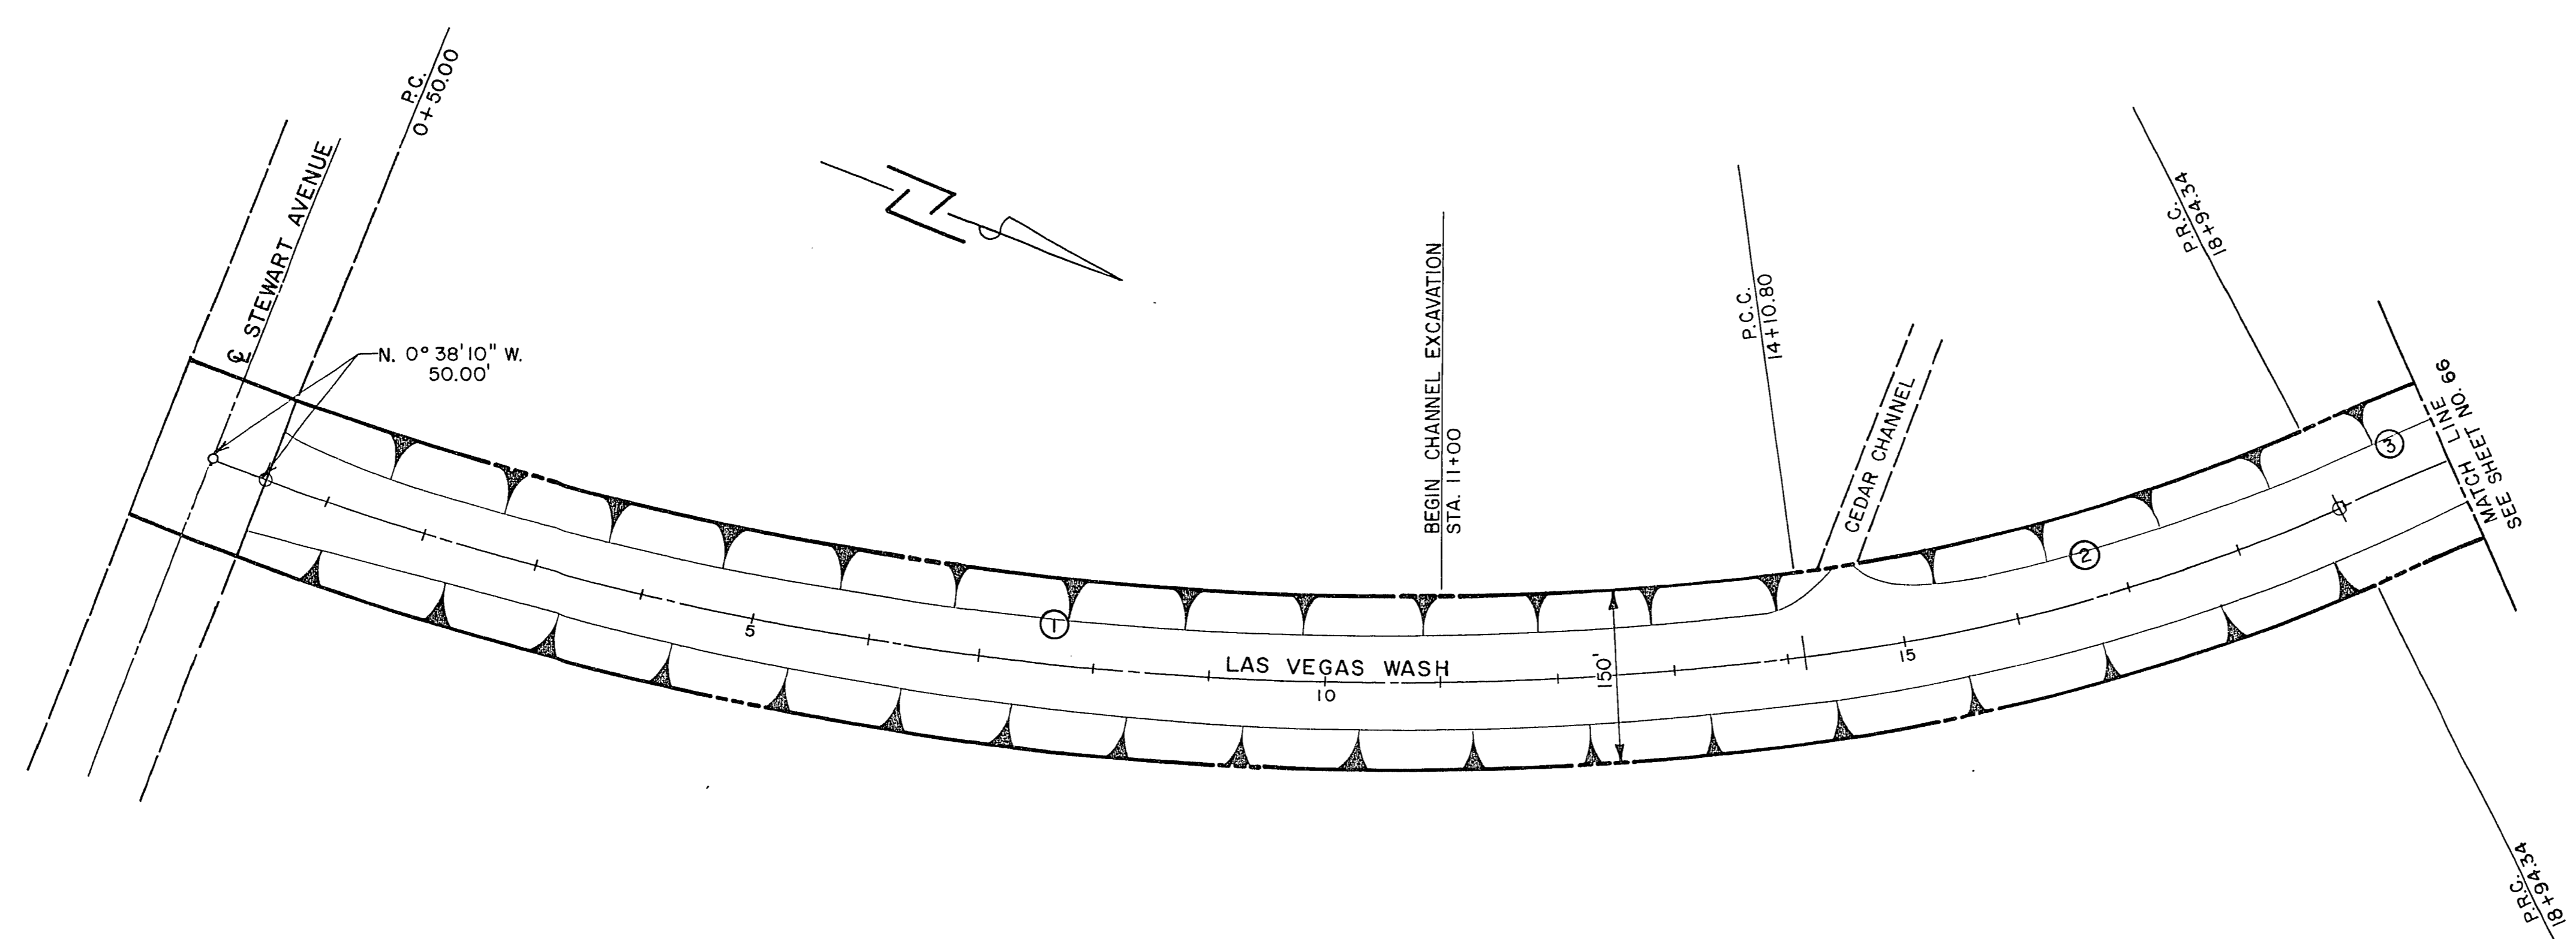 P.C.
0+50.00
℄ STEWART AVENUE
N. 0° 38' 10" W.
50.00'
N
BEGIN CHANNEL EXCAVATION
STA. 11+00
P.C.C.
14+10.80
CEDAR CHANNEL
P.R.C.
18+94.34
MATCH LINE
SEE SHEET NO. 66
5
1
LAS VEGAS WASH
10
150'
15
2
3
P.R.C.
18+94.34